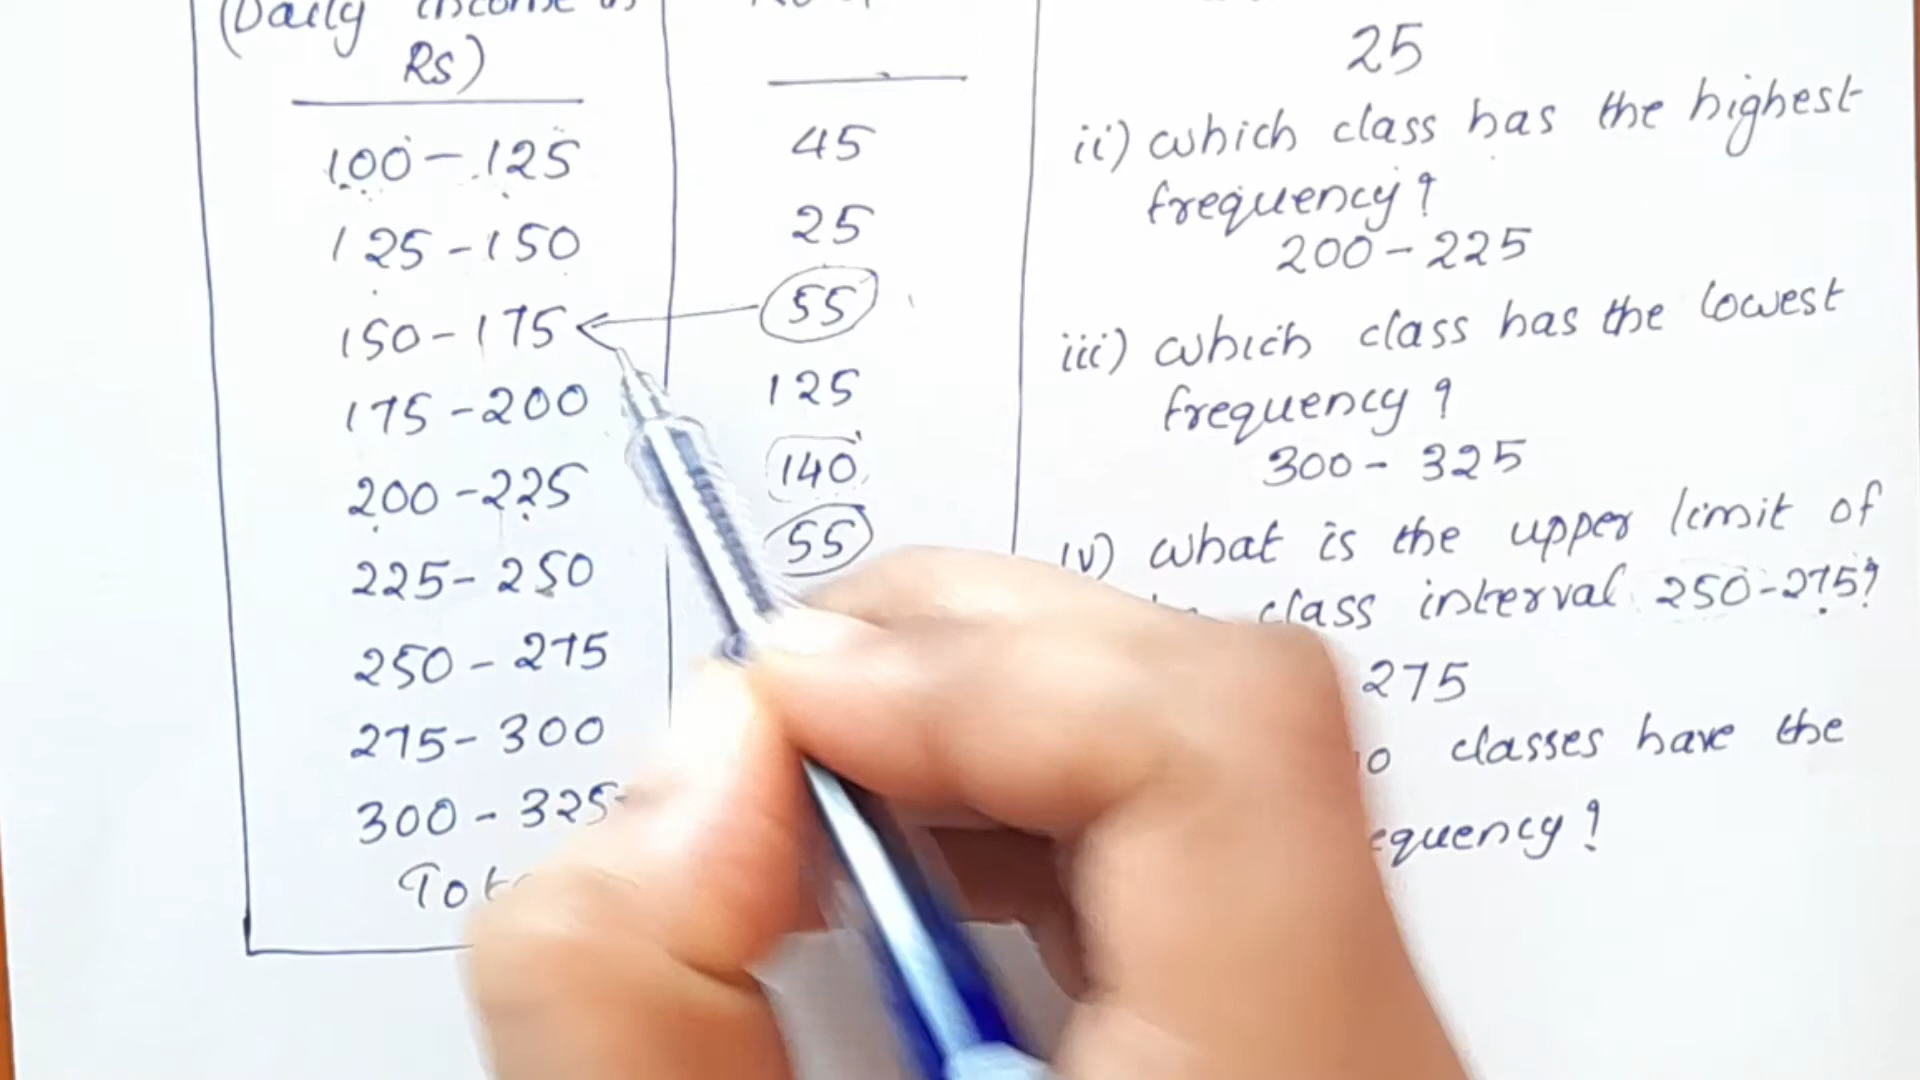 (Daily income
Rs)
100 - 125
125 - 150
150 - 175
175 - 200
200 - 225
225 - 250
250 - 275
275 - 300
300 - 325
45
25
55
125
140
55
25
ii) which class has the highest
frequency?
200 - 225
iii) which class has the lowest
frequency?
300 - 325
iv) what is the upper limit of
class interval 250-275?
275
classes have the